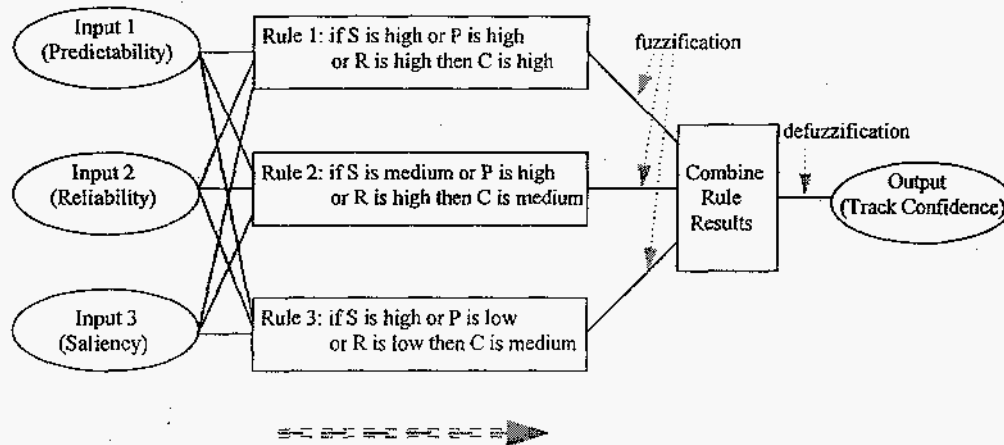 Input 1
(Predictability)
Rule 1: if S is high or P is high
or R is high then C is high
fuzzification
defuzzification
Input 2
(Reliability)
Rule 2: if S is medium or P is high
or R is high then C is medium
Combine
Rule
Results
Output
(Track Confidence)
Input 3
(Saliency)
Rule 3: if S is high or P is low
or R is low then C is medium